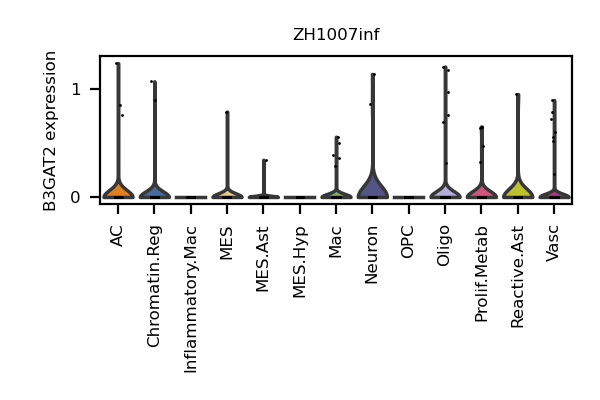 ZH1007inf
B3GAT2 expression
1
0
AC
Chromatin.Reg
Inflammatory.Mac
MES
MES.Ast
MES.Hyp
Mac
Neuron
OPC
Oligo
Prolif.Metab
Reactive.Ast
Vasc